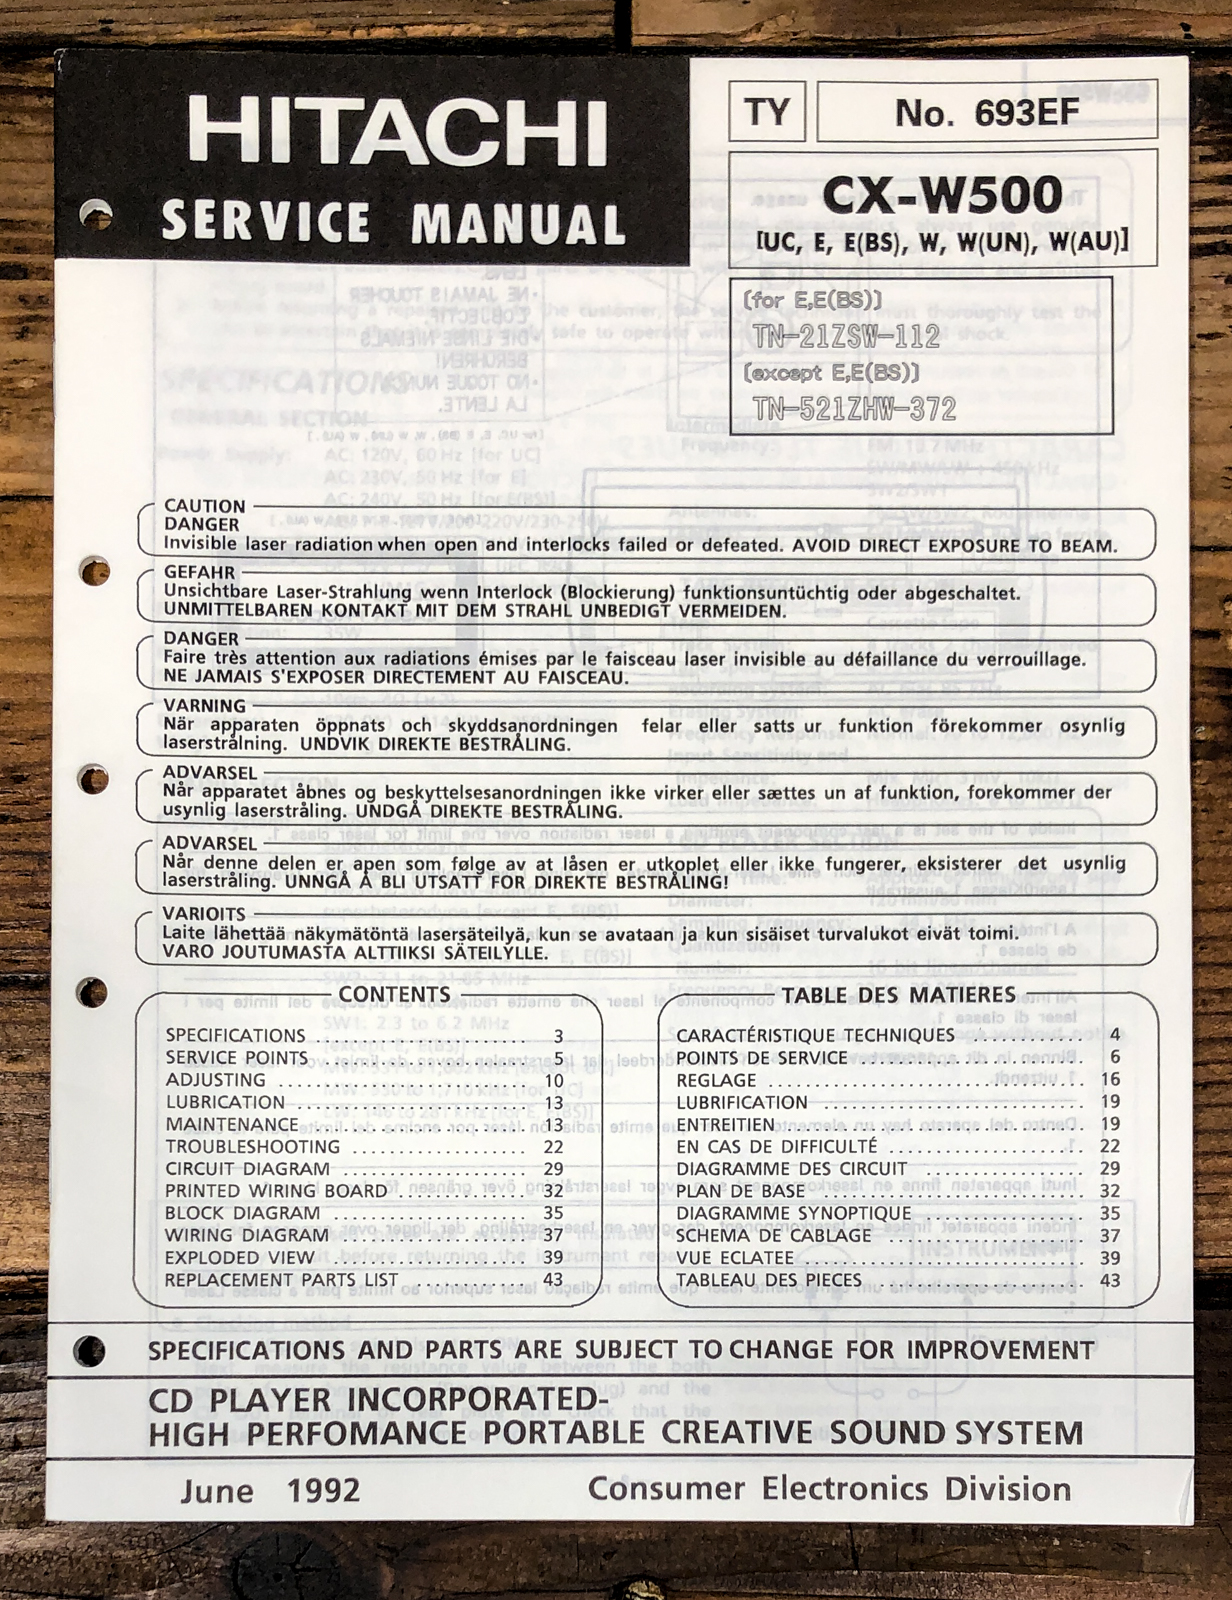 HITACHI
SERVICE MANUAL
TY
No. 693EF
CX-W500
[UC, E, E(BS), W, W(UN), W(AU)]
[for E,E(BS)]
TN-21ZSW-112
[except E,E(BS)]
TN-521ZHW-372
CAUTION
DANGER
Invisible laser radiation when open and interlocks failed or defeated. AVOID DIRECT EXPOSURE TO BEAM.
GEFAHR
Unsichtbare Laser-Strahlung wenn Interlock (Blockierung) funktionsuntüchtig oder abgeschaltet.
UNMITTELBAREN KONTAKT MIT DEM STRAHL UNBEDIGT VERMEIDEN.
DANGER
Faire très attention aux radiations émises par le faisceau laser invisible au défaillance du verrouillage.
NE JAMAIS S'EXPOSER DIRECTEMENT AU FAISCEAU.
VARNING
När apparaten öppnats och skyddsanordningen felar eller satts ur funktion förekommer osynlig
laserstrålning. UNDVIK DIREKTE BESTRÅLING.
ADVARSEL
Når apparatet åbnes og beskyttelsesanordningen ikke virker eller sættes un af funktion, forekommer der
usynlig laserstråling. UNDGÅ DIREKTE BESTRÅLING.
ADVARSEL
Når denne delen er apen som følge av at låsen er utkoplet eller ikke fungerer, eksisterer det usynlig
laserstråling. UNNGÅ Å BLI UTSATT FOR DIREKTE BESTRÅLING!
VARIOITS
Laite lähettää näkymätöntä lasersäteilyä, kun se avataan ja kun sisäiset turvalukot eivät toimi.
VARO JOUTUMASTA ALTTIIKSI SÄTEILYLLE.
CONTENTS
SPECIFICATIONS 3
SERVICE POINTS 5
ADJUSTING 10
LUBRICATION 13
MAINTENANCE 13
TROUBLESHOOTING 22
CIRCUIT DIAGRAM 29
PRINTED WIRING BOARD 32
BLOCK DIAGRAM 35
WIRING DIAGRAM 37
EXPLODED VIEW 39
REPLACEMENT PARTS LIST 43
TABLE DES MATIERES
CARACTÉRISTIQUE TECHNIQUES 4
POINTS DE SERVICE 6
REGLAGE 16
LUBRIFICATION 19
ENTREITIEN 19
EN CAS DE DIFFICULTÉ 22
DIAGRAMME DES CIRCUIT 29
PLAN DE BASE 32
DIAGRAMME SYNOPTIQUE 35
SCHEMA DE CABLAGE 37
VUE ECLATEE 39
TABLEAU DES PIECES 43
SPECIFICATIONS AND PARTS ARE SUBJECT TO CHANGE FOR IMPROVEMENT
CD PLAYER INCORPORATED-
HIGH PERFOMANCE PORTABLE CREATIVE SOUND SYSTEM
June 1992
Consumer Electronics Division